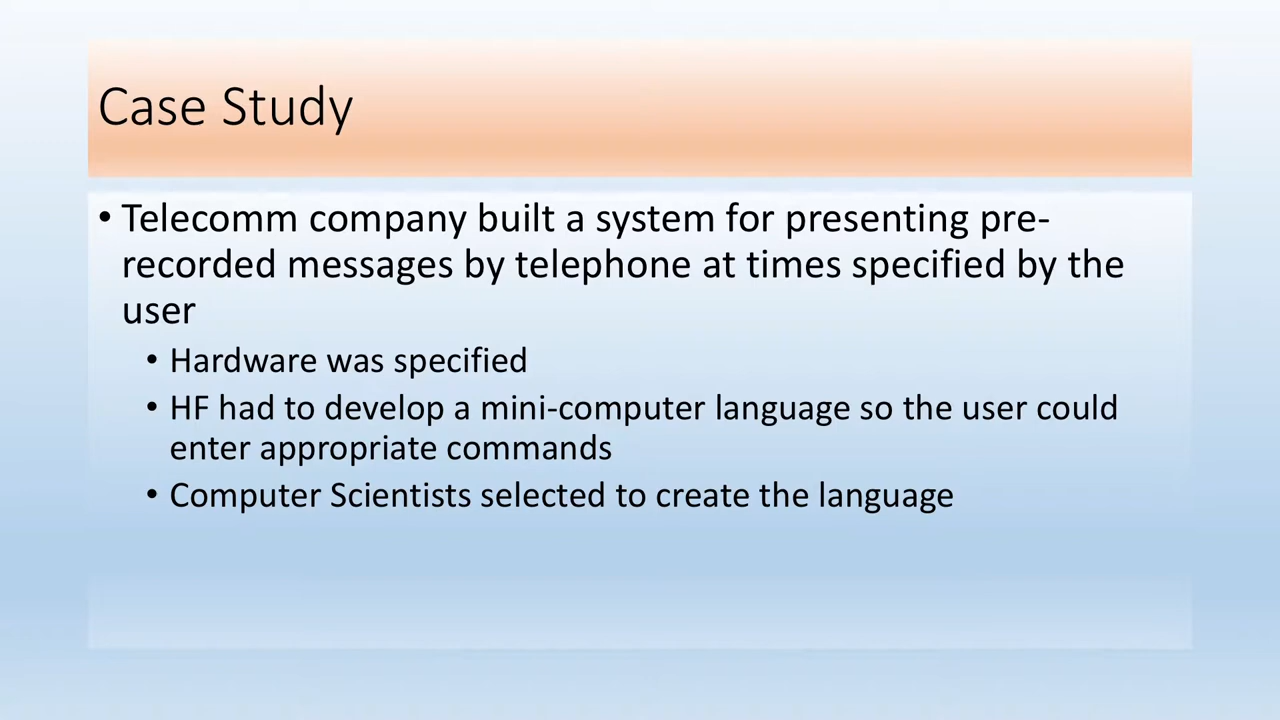 Case Study
• Telecomm company built a system for presenting pre-
recorded messages by telephone at times specified by the
user
• Hardware was specified
• HF had to develop a mini-computer language so the user could
enter appropriate commands
• Computer Scientists selected to create the language